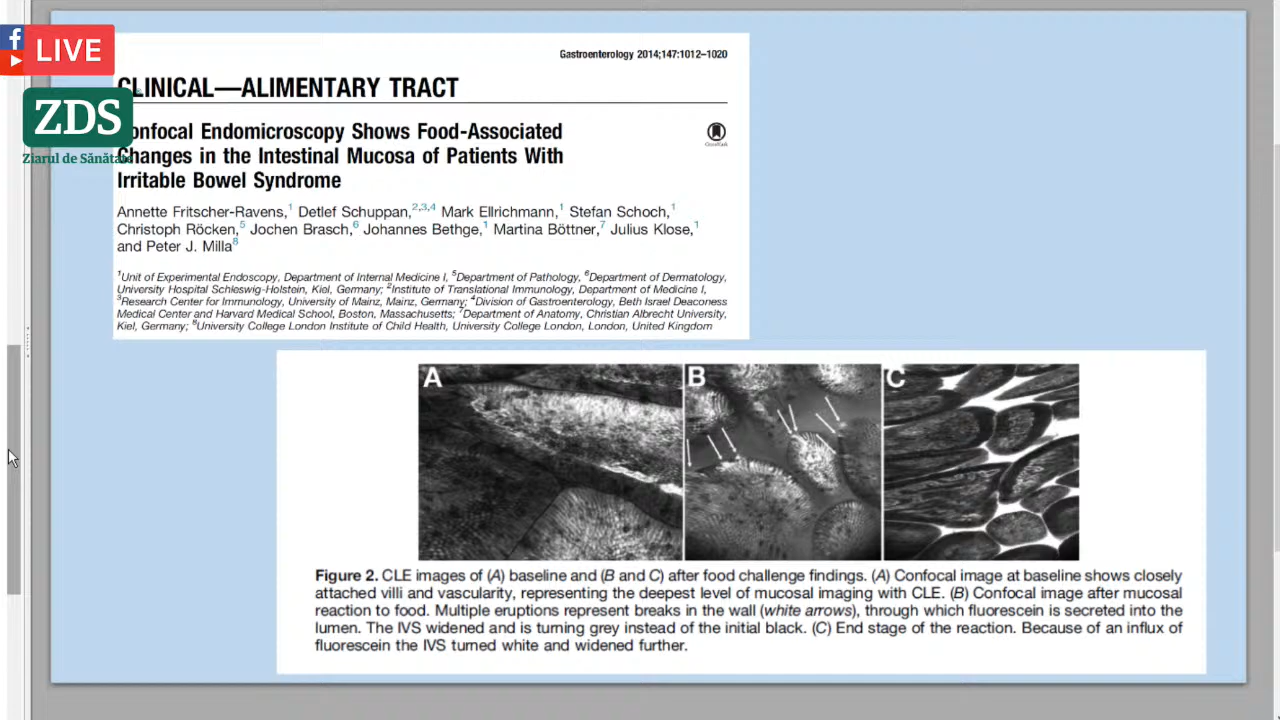 f
LIVE
ZDS
Ziarul de Sănătate
Gastroenterology 2014;147:1012–1020
CLINICAL—ALIMENTARY TRACT
Confocal Endomicroscopy Shows Food-Associated
Changes in the Intestinal Mucosa of Patients With
Irritable Bowel Syndrome
CrossMark
Annette Fritscher-Ravens,1 Detlef Schuppan,2,3,4 Mark Ellrichmann,1 Stefan Schoch,1
Christoph Röcken,5 Jochen Brasch,6 Johannes Bethge,1 Martina Böttner,7 Julius Klose,1
and Peter J. Milla8
1Unit of Experimental Endoscopy, Department of Internal Medicine I, 5Department of Pathology, 6Department of Dermatology,
University Hospital Schleswig-Holstein, Kiel, Germany; 2Institute of Translational Immunology, Department of Medicine I,
3Research Center for Immunology, University of Mainz, Mainz, Germany; 4Division of Gastroenterology, Beth Israel Deaconess
Medical Center and Harvard Medical School, Boston, Massachusetts; 7Department of Anatomy, Christian Albrecht University,
Kiel, Germany; 8University College London Institute of Child Health, University College London, London, United Kingdom
A
B
C
Figure 2. CLE images of (A) baseline and (B and C) after food challenge findings. (A) Confocal image at baseline shows closely
attached villi and vascularity, representing the deepest level of mucosal imaging with CLE. (B) Confocal image after mucosal
reaction to food. Multiple eruptions represent breaks in the wall (white arrows), through which fluorescein is secreted into the
lumen. The IVS widened and is turning grey instead of the initial black. (C) End stage of the reaction. Because of an influx of
fluorescein the IVS turned white and widened further.